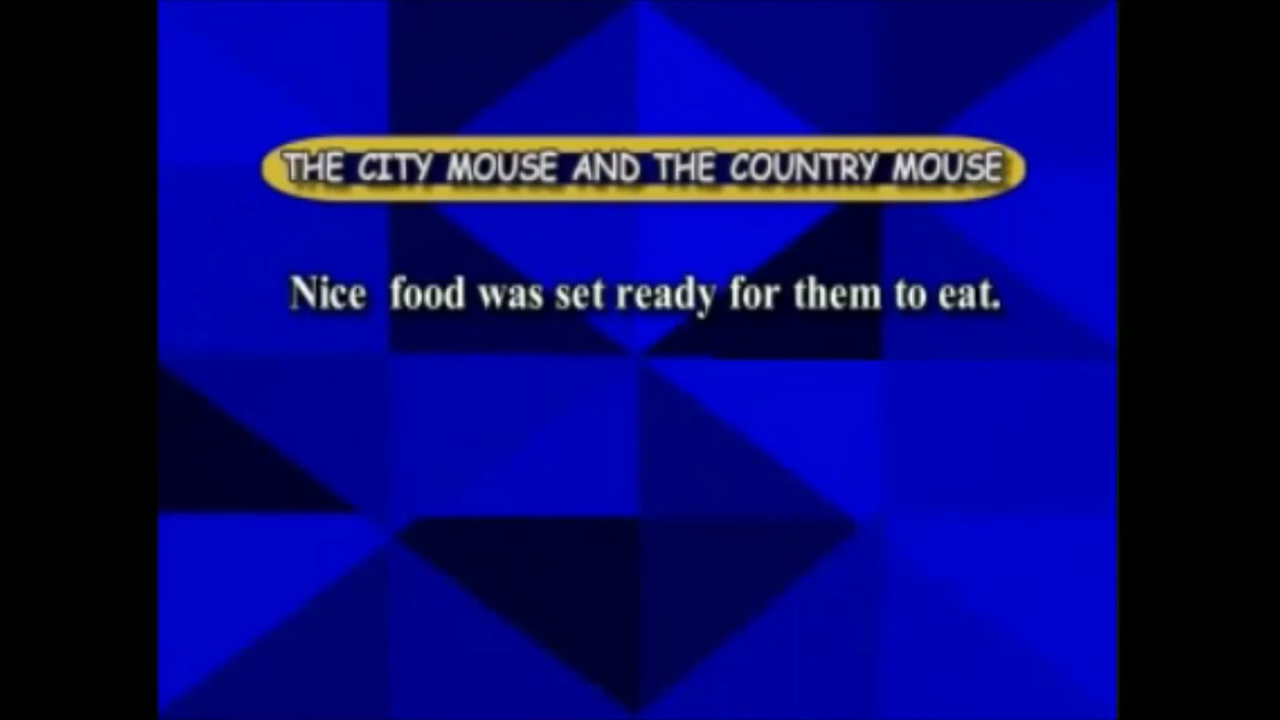 THE CITY MOUSE AND THE COUNTRY MOUSE
Nice food was set ready for them to eat.